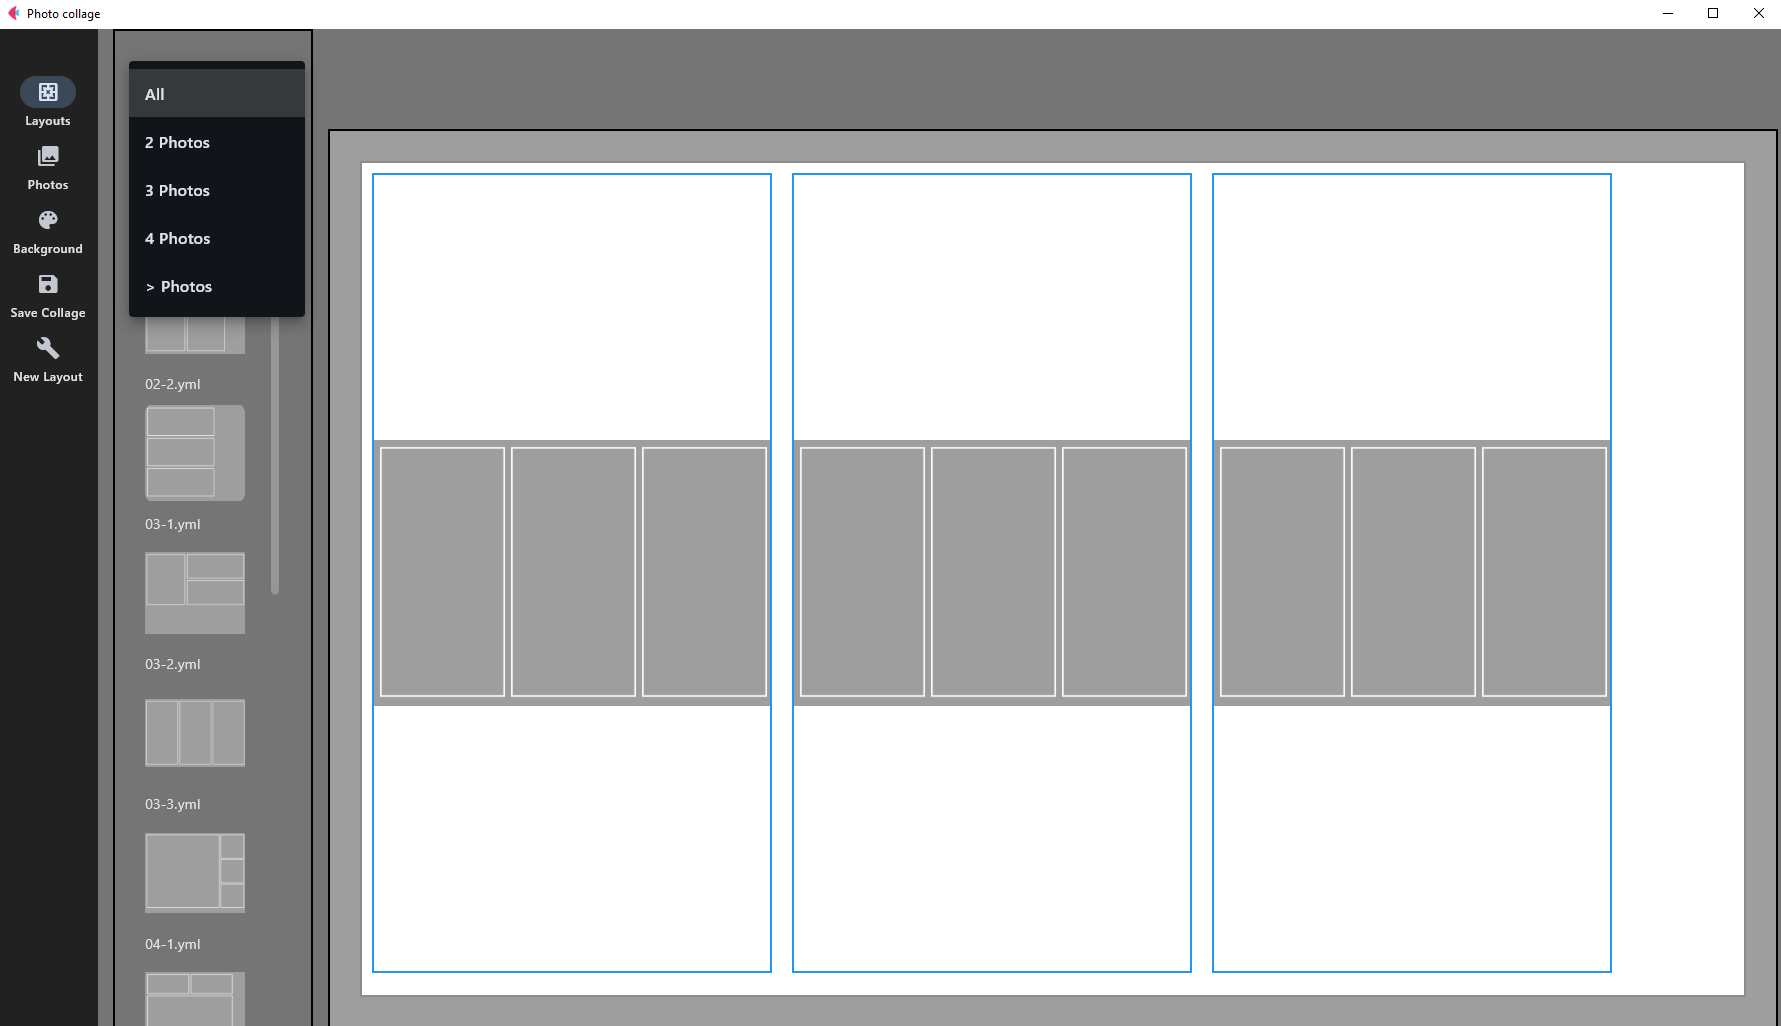 Photo collage
Layouts
Photos
Background
Save Collage
New Layout
All
2 Photos
3 Photos
4 Photos
> Photos
02-2.yml
03-1.yml
03-2.yml
03-3.yml
04-1.yml